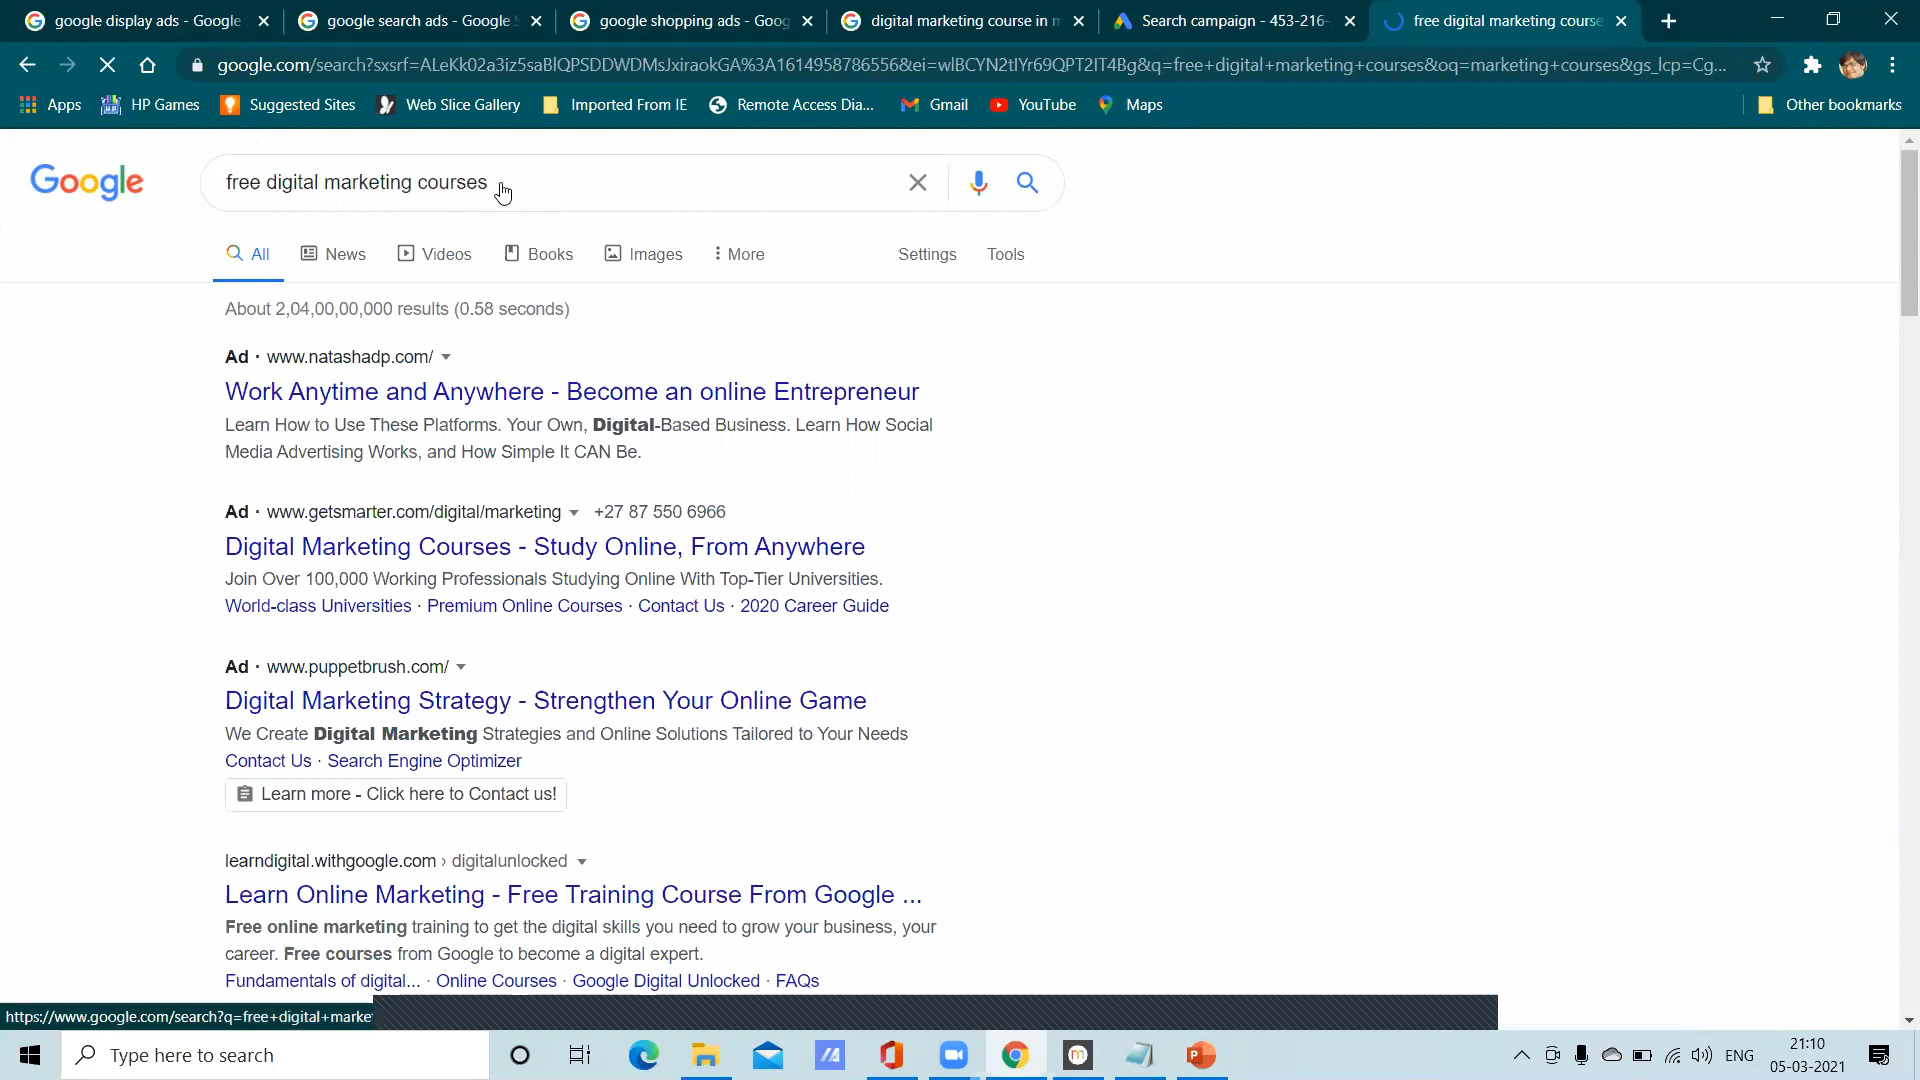 google display ads - Google
google search ads - Google S
google shopping ads - Goog
digital marketing course in m
Search campaign - 453-216-
free digital marketing course
google.com/search?sxsrf=ALeKk02a3iz5saBlQPSDDWDMsJxiraokGA%3A1614958786556&ei=wlBCYN2tIYr69QPT2IT4Bg&q=free+digital+marketing+courses&oq=marketing+courses&gs_lcp=Cg...
Apps
HP Games
Suggested Sites
Web Slice Gallery
Imported From IE
Remote Access Dia...
Gmail
YouTube
Maps
Other bookmarks
Google
free digital marketing courses
All
News
Videos
Books
Images
More
Settings
Tools
About 2,04,00,00,000 results (0.58 seconds)
Ad · www.natashadp.com/
Work Anytime and Anywhere - Become an online Entrepreneur
Learn How to Use These Platforms. Your Own, Digital-Based Business. Learn How Social
Media Advertising Works, and How Simple It CAN Be.
Ad · www.getsmarter.com/digital/marketing +27 87 550 6966
Digital Marketing Courses - Study Online, From Anywhere
Join Over 100,000 Working Professionals Studying Online With Top-Tier Universities.
World-class Universities · Premium Online Courses · Contact Us · 2020 Career Guide
Ad · www.puppetbrush.com/
Digital Marketing Strategy - Strengthen Your Online Game
We Create Digital Marketing Strategies and Online Solutions Tailored to Your Needs
Contact Us · Search Engine Optimizer
Learn more - Click here to Contact us!
learndigital.withgoogle.com › digitalunlocked
Learn Online Marketing - Free Training Course From Google ...
Free online marketing training to get the digital skills you need to grow your business, your
career. Free courses from Google to become a digital expert.
Fundamentals of digital... · Online Courses · Google Digital Unlocked · FAQs
https://www.google.com/search?q=free+digital+marke
Type here to search
ENG
21:10
05-03-2021